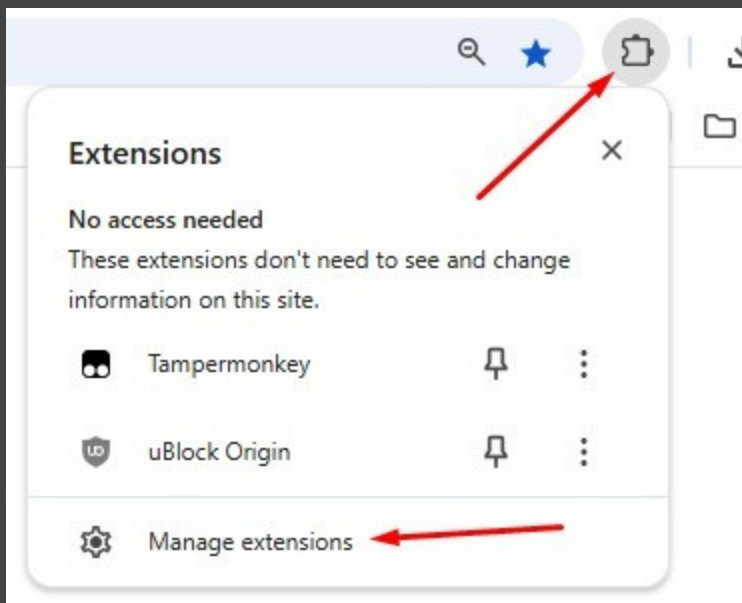 Extensions
No access needed
These extensions don't need to see and change
information on this site.
Tampermonkey
uBlock Origin
Manage extensions